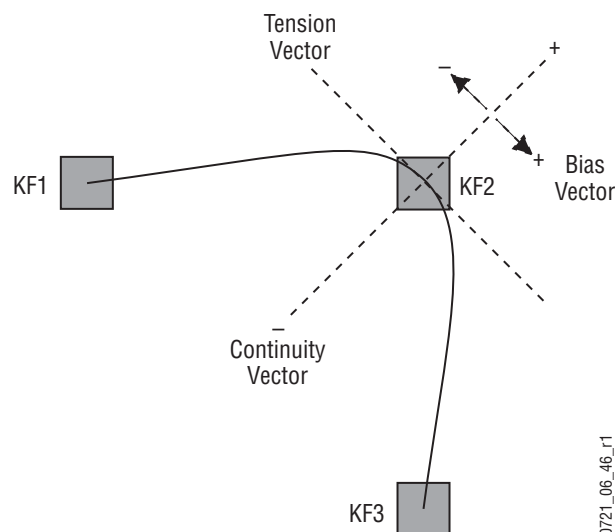 Tension
Vector
+
–
KF1
KF2
+
Bias
Vector
–
Continuity
Vector
KF3
0721_06_46_r1